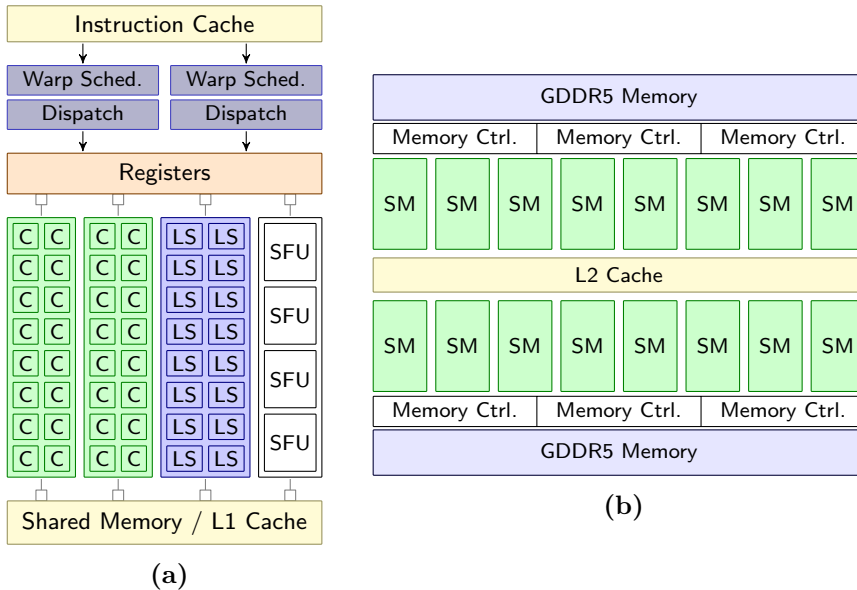 Instruction Cache
Warp Sched. Warp Sched.
Dispatch Dispatch
Registers
C C C C LS LS SFU
C C C C LS LS
C C C C LS LS SFU
C C C C LS LS
C C C C LS LS SFU
C C C C LS LS
C C C C LS LS SFU
C C C C LS LS
Shared Memory / L1 Cache
(a)
GDDR5 Memory
Memory Ctrl. Memory Ctrl. Memory Ctrl.
SM SM SM SM SM SM SM SM
L2 Cache
SM SM SM SM SM SM SM SM
Memory Ctrl. Memory Ctrl. Memory Ctrl.
GDDR5 Memory
(b)